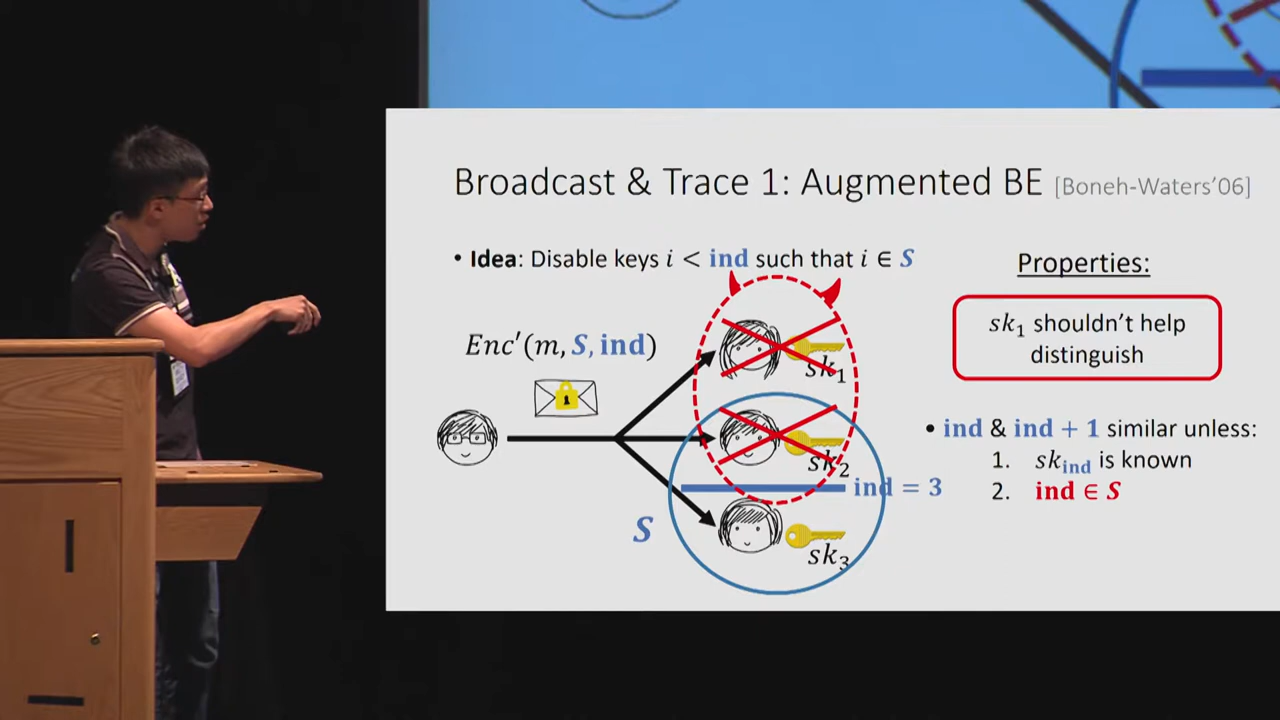 Broadcast & Trace 1: Augmented BE [Boneh-Waters'06]
• Idea: Disable keys i < ind such that i ∈ S
Properties:
sk₁ shouldn't help
distinguish
Enc′(m, S, ind)
sk₁
sk₂
ind = 3
S
sk₃
• ind & ind + 1 similar unless:
1. sk_ind is known
2. ind ∈ S